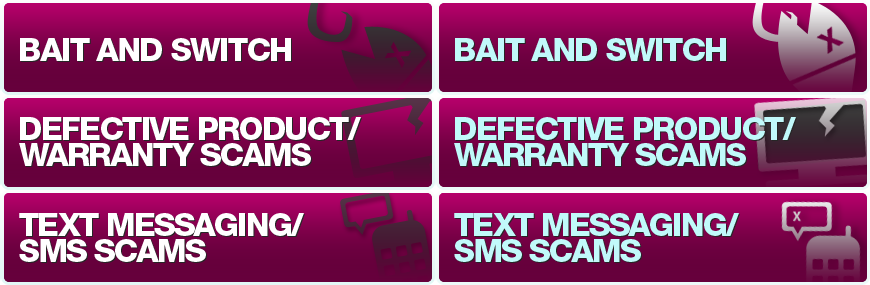 BAIT AND SWITCH
BAIT AND SWITCH
DEFECTIVE PRODUCT/
WARRANTY SCAMS
DEFECTIVE PRODUCT/
WARRANTY SCAMS
TEXT MESSAGING/
SMS SCAMS
TEXT MESSAGING/
SMS SCAMS
x